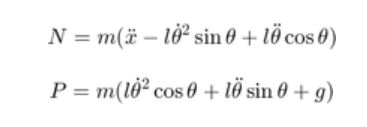 N = m(ẍ − lθ̇² sin θ + lθ̈ cos θ)
P = m(lθ̇² cos θ + lθ̈ sin θ + g)